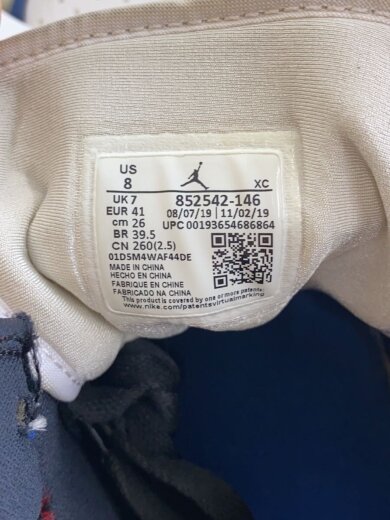 US
8 XC
UK 7 852542-146
EUR 41 08/07/19 11/02/19
cm 26 UPC 00193654686864
BR 39.5
CN 260(2.5)
01D5M4WAF44DE
MADE IN CHINA
HECHO EN CHINA
FABRIQUE EN CHINE
FABRICADO NA CHINA
This product is covered by one or more patents.
www.nike.com/patentsvirtualmarking